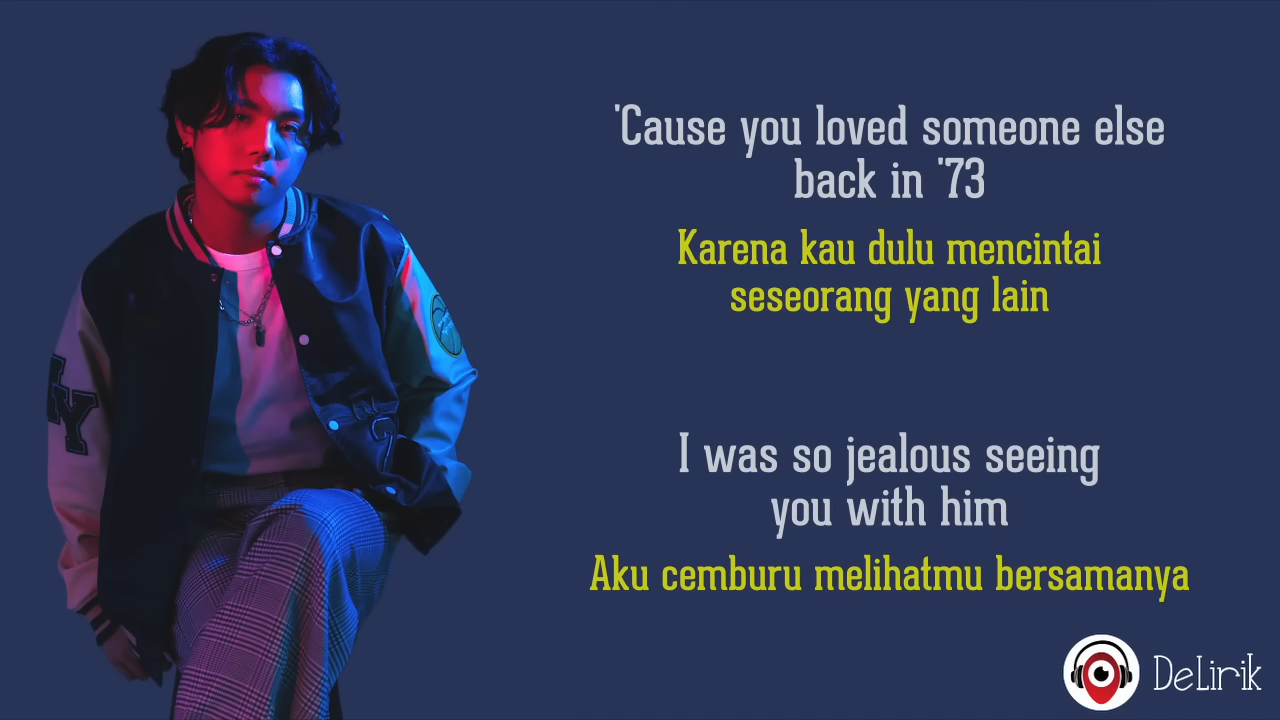 'Cause you loved someone else
back in '73
Karena kau dulu mencintai
seseorang yang lain
I was so jealous seeing
you with him
Aku cemburu melihatmu bersamanya
DeLirik